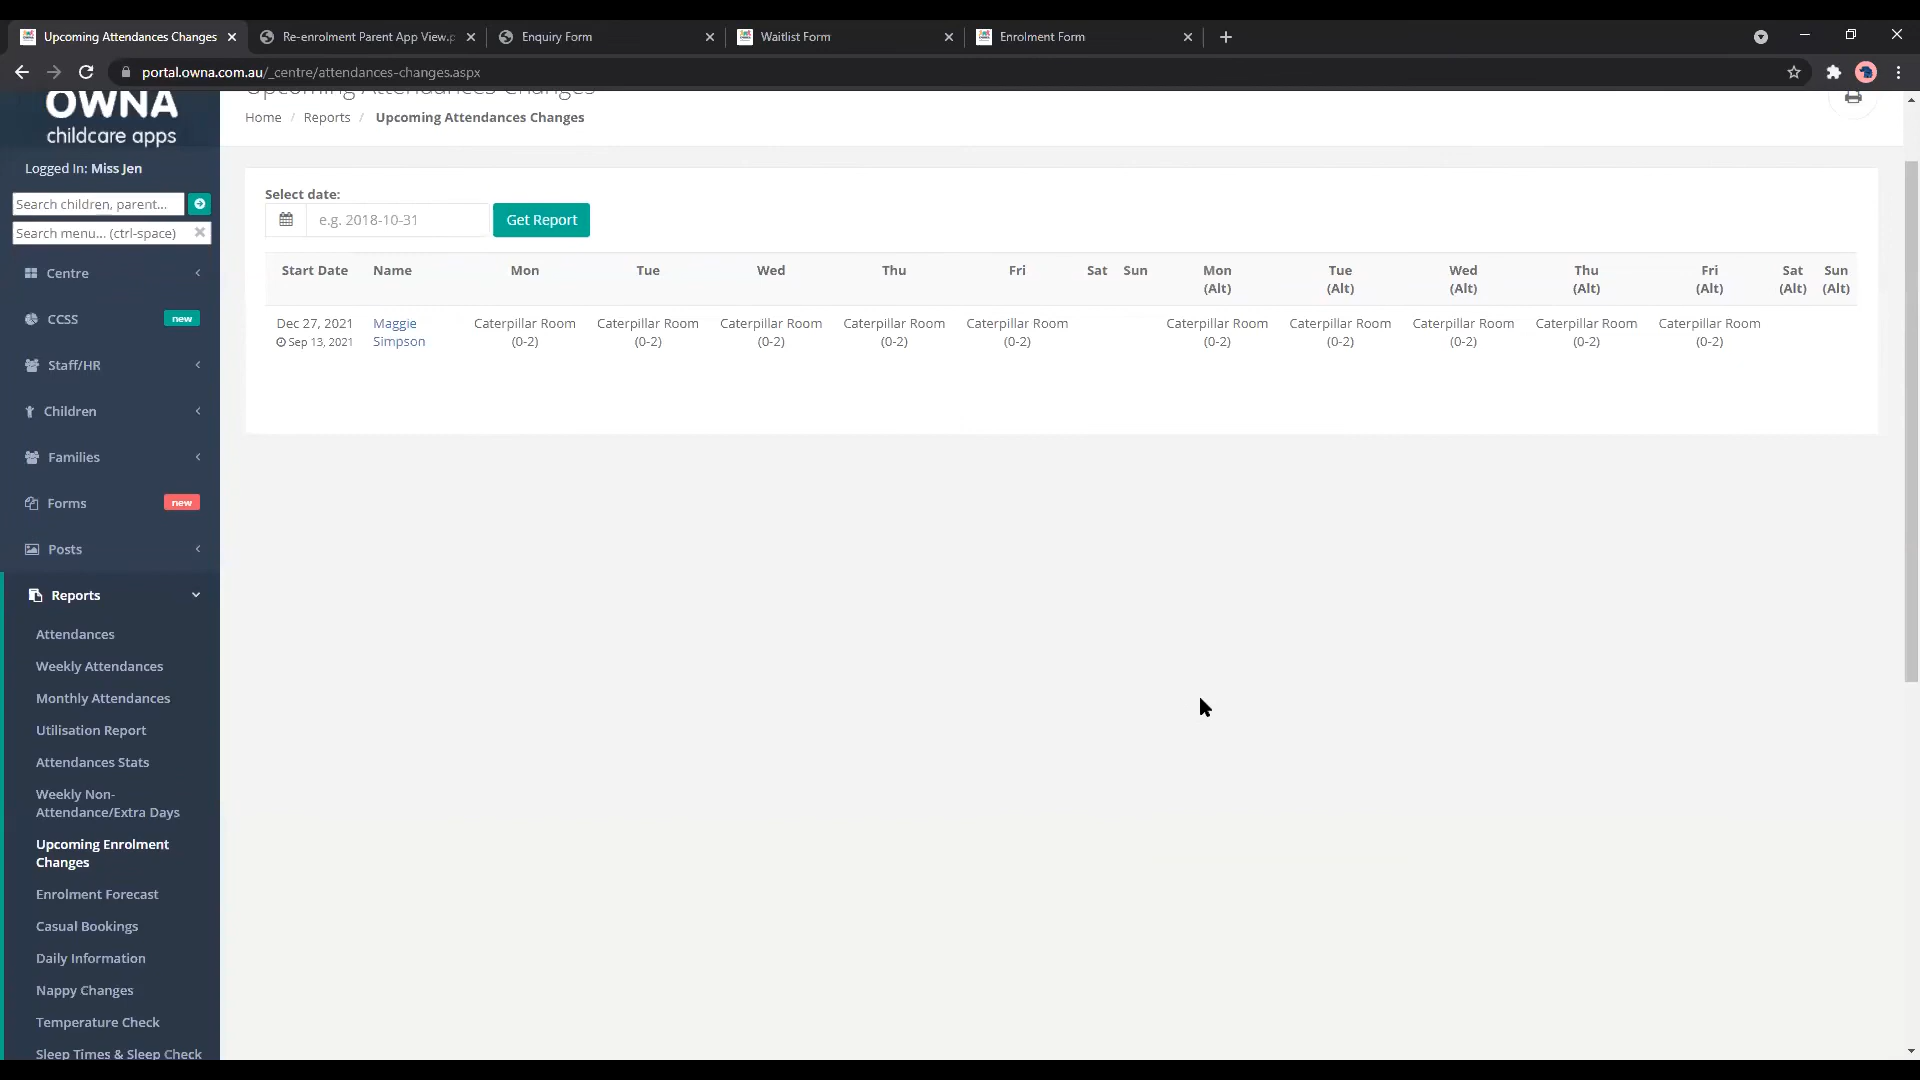 Upcoming Attendances Changes
Re-enrolment Parent App View.p
Enquiry Form
Waitlist Form
Enrolment Form
portal.owna.com.au/_centre/attendances-changes.aspx
OWNA
childcare apps
Logged In: Miss Jen
Search children, parent...
Search menu... (ctrl-space)
Centre
CCSS new
Staff/HR
Children
Families
Forms new
Posts
Reports
Attendances
Weekly Attendances
Monthly Attendances
Utilisation Report
Attendances Stats
Weekly Non-
Attendance/Extra Days
Upcoming Enrolment
Changes
Enrolment Forecast
Casual Bookings
Daily Information
Nappy Changes
Temperature Check
Sleep Times & Sleep Check
Upcoming Attendances Changes
Home / Reports / Upcoming Attendances Changes
Select date:
e.g. 2018-10-31 Get Report
Start Date Name Mon Tue Wed Thu Fri Sat Sun Mon Tue Wed Thu Fri Sat Sun
(Alt) (Alt) (Alt) (Alt) (Alt) (Alt) (Alt)
Dec 27, 2021 Maggie Caterpillar Room Caterpillar Room Caterpillar Room Caterpillar Room Caterpillar Room Caterpillar Room Caterpillar Room Caterpillar Room Caterpillar Room Caterpillar Room
Sep 13, 2021 Simpson (0-2) (0-2) (0-2) (0-2) (0-2) (0-2) (0-2) (0-2) (0-2) (0-2)